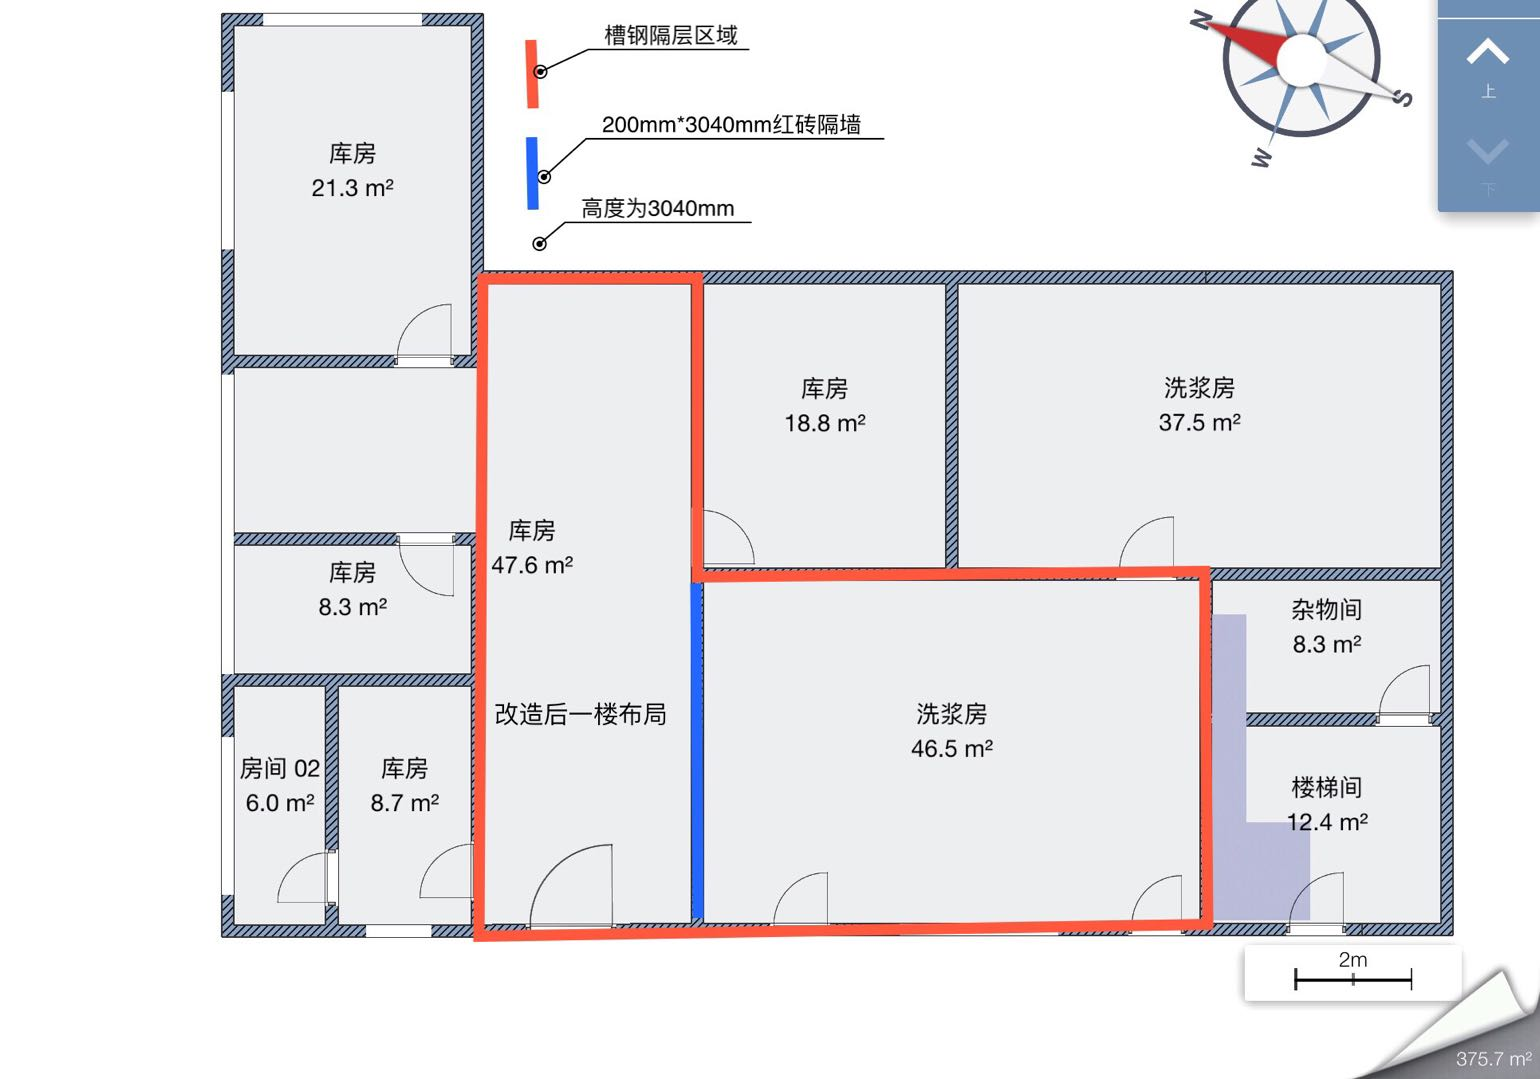 槽钢隔层区域
N
S
W
上
下
200mm*3040mm红砖隔墙
高度为3040mm
库房
21.3 m²
库房
18.8 m²
洗浆房
37.5 m²
库房
47.6 m²
库房
8.3 m²
杂物间
8.3 m²
改造后一楼布局
洗浆房
46.5 m²
房间 02
6.0 m²
库房
8.7 m²
楼梯间
12.4 m²
2m
375.7 m²